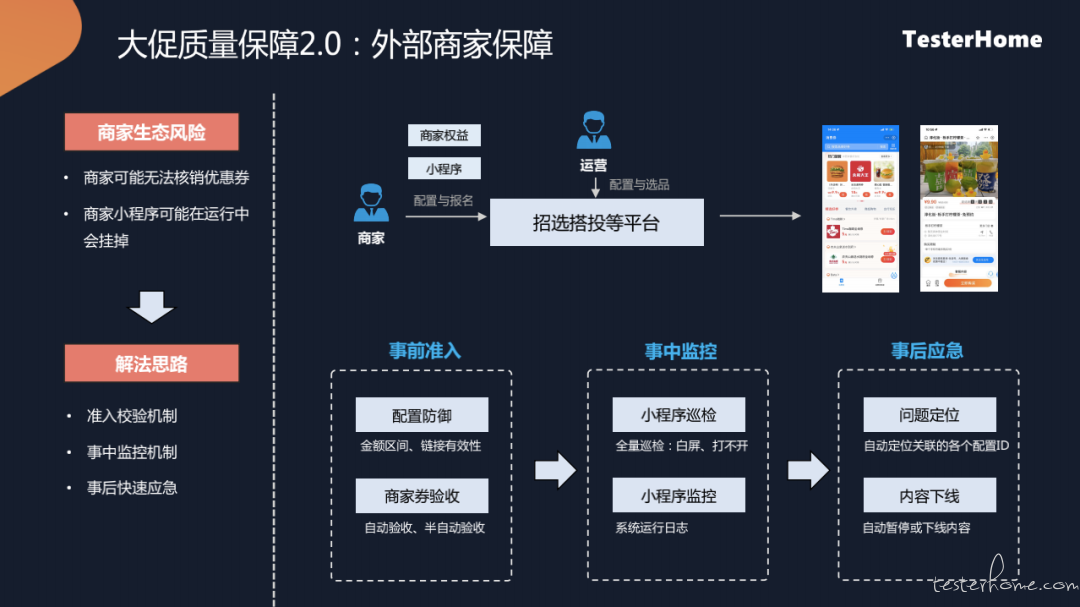 大促质量保障2.0：外部商家保障
TesterHome
商家生态风险
• 商家可能无法核销优惠券
• 商家小程序可能在运行中
会挂掉
解法思路
• 准入校验机制
• 事中监控机制
• 事后快速应急
商家权益
小程序
配置与报名
商家
运营
配置与选品
招选搭投等平台
事前准入
配置防御
金额区间、链接有效性
商家券验收
自动验收、半自动验收
事中监控
小程序巡检
全量巡检：白屏、打不开
小程序监控
系统运行日志
事后应急
问题定位
自动定位关联的各个配置ID
内容下线
自动暂停或下线内容
testerhome.com